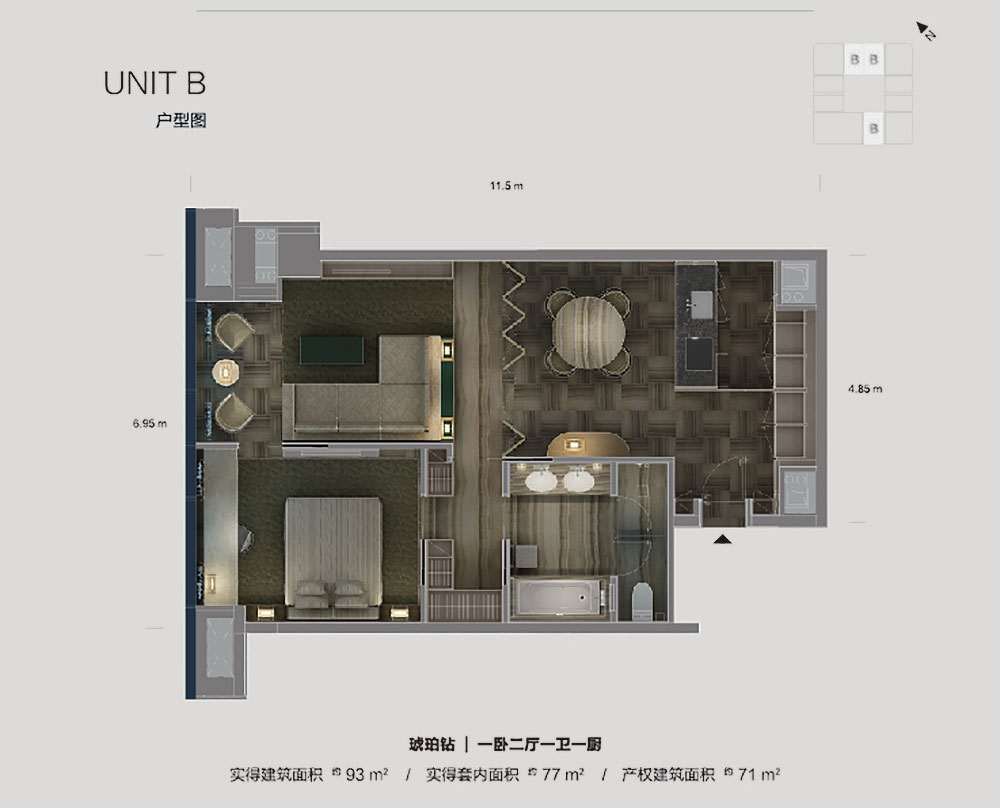 N
B B
B
UNIT B
户型图
11.5 m
6.95 m
4.85 m
琥珀钻 | 一卧二厅一卫一厨
实得建筑面积 约 93 m² / 实得套内面积 约 77 m² / 产权建筑面积 约 71 m²